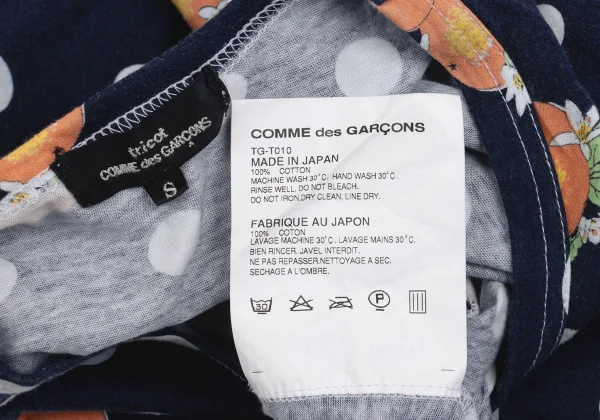 tricot
COMME des GARÇONS
S
COMME des GARÇONS
TG-T010
MADE IN JAPAN
100% COTTON
MACHINE WASH 30°C. HAND WASH 30°C.
RINSE WELL. DO NOT BLEACH.
DO NOT IRON.DRY CLEAN. LINE DRY.
FABRIQUE AU JAPON
100% COTON
LAVAGE MACHINE 30°C. LAVAGE MAINS 30°C.
BIEN RINCER. JAVEL INTERDIT.
NE PAS REPASSER.NETTOYAGE A SEC.
SECHAGE A L'OMBRE.
30
P